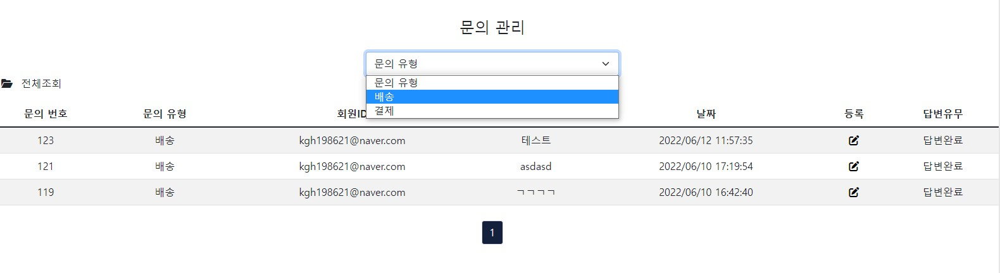 문의 관리
문의 유형
문의 유형
배송
결제
전체조회
문의 번호 문의 유형 회원ID 날짜 등록 답변유무
123 배송 kgh198621@naver.com 테스트 2022/06/12 11:57:35 답변완료
121 배송 kgh198621@naver.com asdasd 2022/06/10 17:19:54 답변완료
119 배송 kgh198621@naver.com ㄱㄱㄱㄱ 2022/06/10 16:42:40 답변완료
1